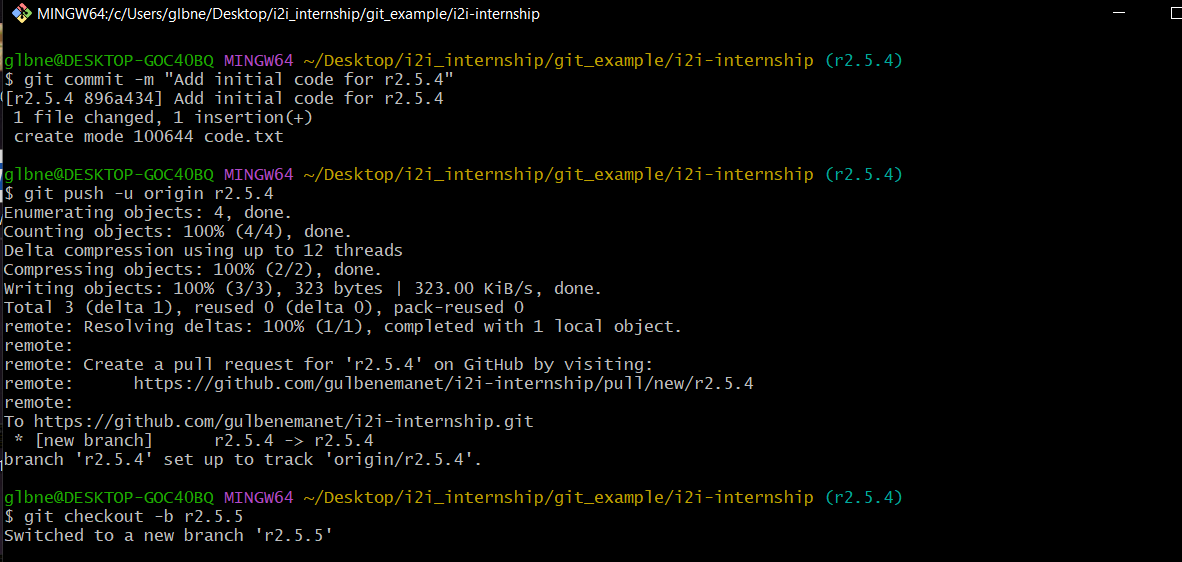 MINGW64:/c/Users/glbne/Desktop/i2i_internship/git_example/i2i-internship
glbne@DESKTOP-GOC40BQ MINGW64 ~/Desktop/i2i_internship/git_example/i2i-internship (r2.5.4)
$ git commit -m "Add initial code for r2.5.4"
[r2.5.4 896a434] Add initial code for r2.5.4
 1 file changed, 1 insertion(+)
 create mode 100644 code.txt
glbne@DESKTOP-GOC40BQ MINGW64 ~/Desktop/i2i_internship/git_example/i2i-internship (r2.5.4)
$ git push -u origin r2.5.4
Enumerating objects: 4, done.
Counting objects: 100% (4/4), done.
Delta compression using up to 12 threads
Compressing objects: 100% (2/2), done.
Writing objects: 100% (3/3), 323 bytes | 323.00 KiB/s, done.
Total 3 (delta 1), reused 0 (delta 0), pack-reused 0
remote: Resolving deltas: 100% (1/1), completed with 1 local object.
remote:
remote: Create a pull request for 'r2.5.4' on GitHub by visiting:
remote:      https://github.com/gulbenemanet/i2i-internship/pull/new/r2.5.4
remote:
To https://github.com/gulbenemanet/i2i-internship.git
 * [new branch]      r2.5.4 -> r2.5.4
branch 'r2.5.4' set up to track 'origin/r2.5.4'.
glbne@DESKTOP-GOC40BQ MINGW64 ~/Desktop/i2i_internship/git_example/i2i-internship (r2.5.4)
$ git checkout -b r2.5.5
Switched to a new branch 'r2.5.5'